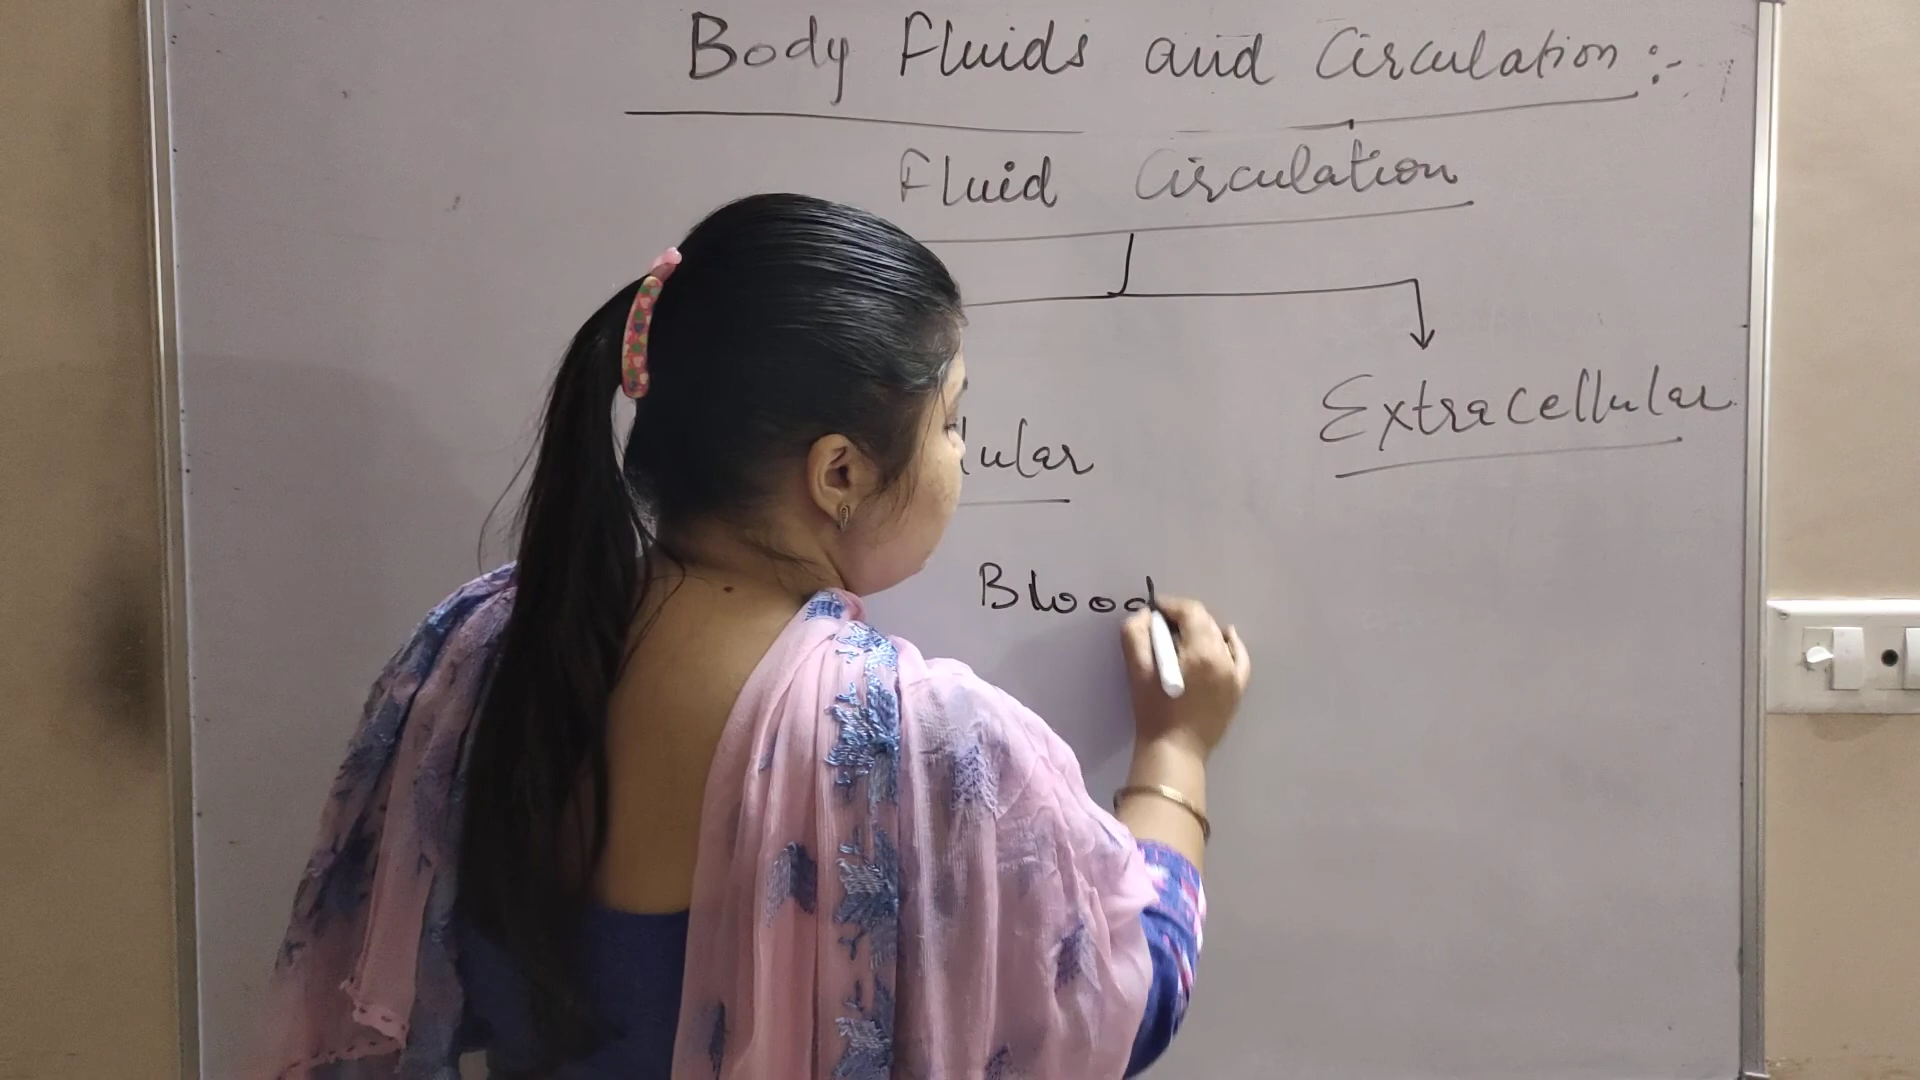 Body Fluids and Circulation :-
Fluid Circulation
Extracellular
lular
Blood